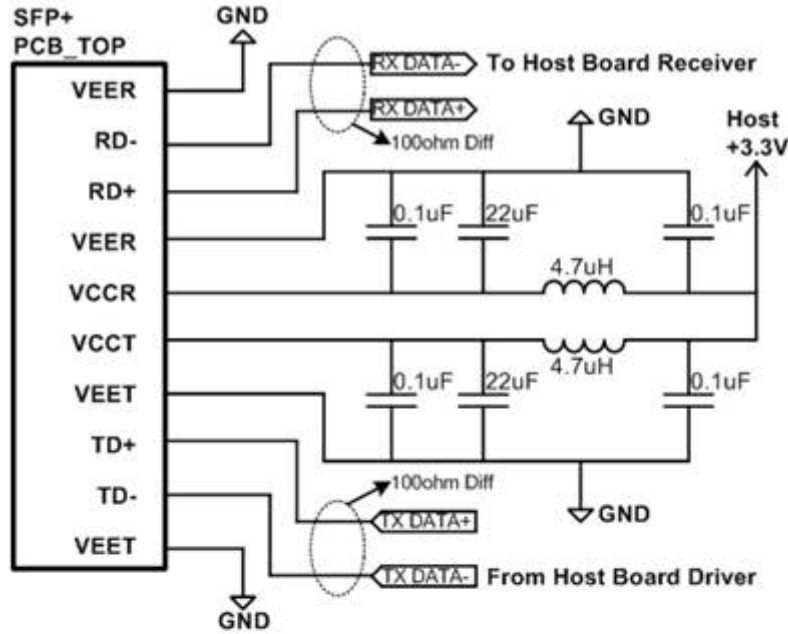 SFP+
PCB_TOP
GND
VEER
RX DATA- To Host Board Receiver
RX DATA+
RD-
100ohm Diff
GND
Host
+3.3V
RD+
0.1uF 22uF 0.1uF
VEER
4.7uH
VCCR
VCCT
4.7uH
0.1uF 22uF 0.1uF
VEET
TD+
100ohm Diff
TD-
TX DATA+
GND
VEET
TX DATA- From Host Board Driver
GND